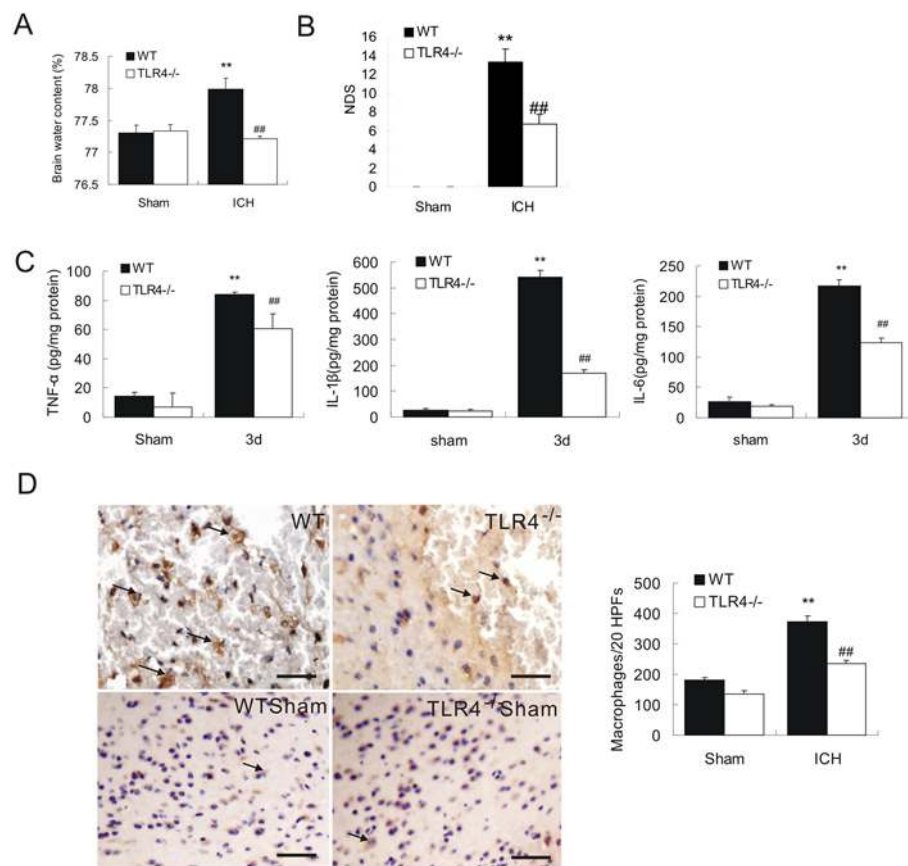 A
Brain water content (%)
78.5
78
77.5
77
76.5
WT
TLR4-/-
**
##
Sham
ICH
B
NDS
16
14
12
10
8
6
4
2
0
WT
TLR4-/-
**
##
Sham
ICH
C
TNF-α (pg/mg protein)
100
80
60
40
20
0
WT
TLR4-/-
**
##
Sham
3d
IL-1β(pg/mg protein)
600
500
400
300
200
100
0
WT
TLR4-/-
**
##
sham
3d
IL-6(pg/mg protein)
250
200
150
100
50
0
WT
TLR4-/-
**
##
sham
3d
D
WT
TLR4-/-
WTSham
TLR4-/-Sham
Macrophages/20 HPFs
500
400
300
200
100
0
WT
TLR4-/-
**
##
Sham
ICH